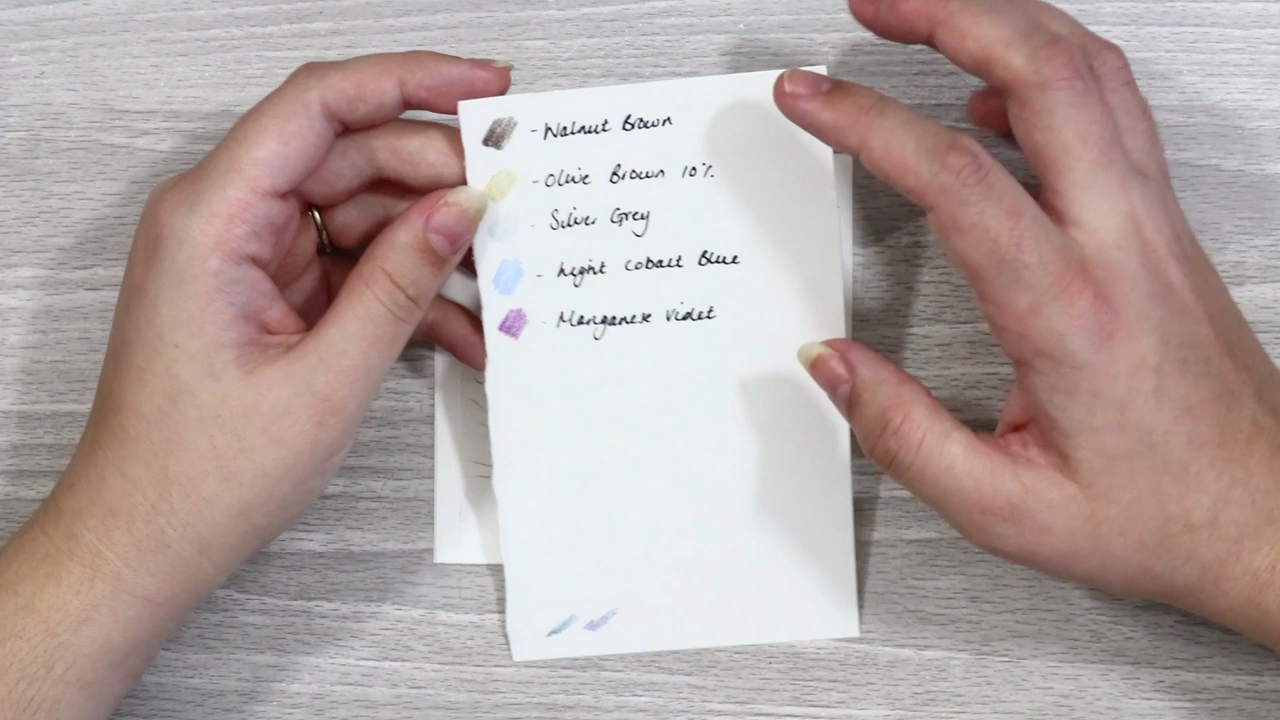 - Walnut Brown
- Olive Brown 10%
- Silver Grey
- Light Cobalt Blue
- Manganese Violet